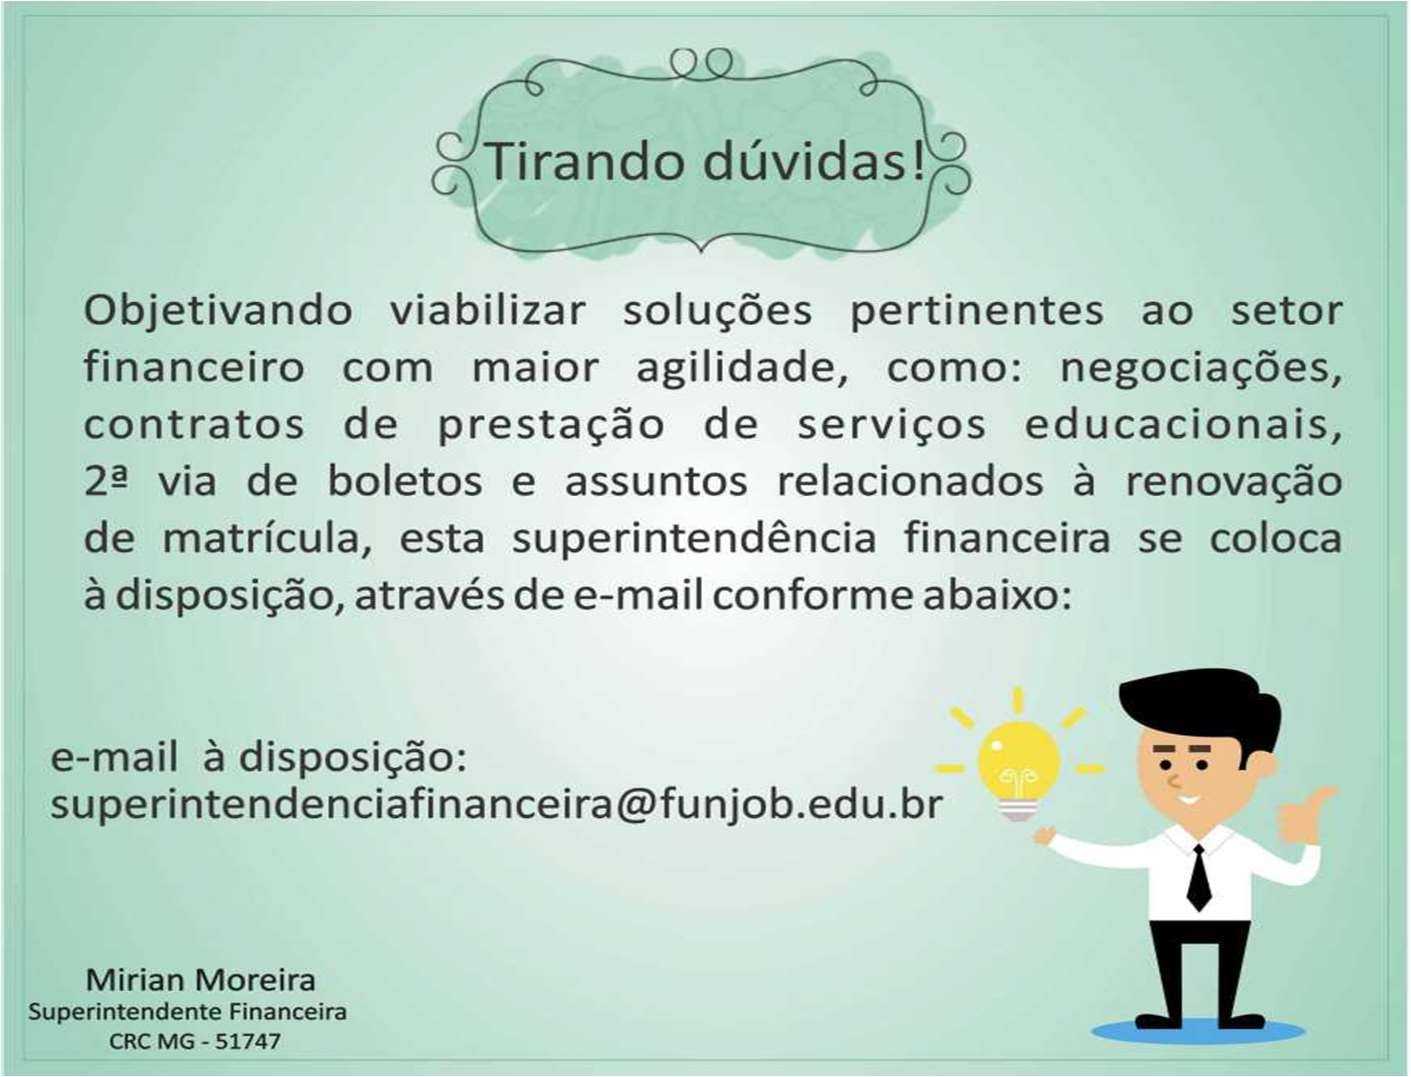 Tirando dúvidas!
Objetivando viabilizar soluções pertinentes ao setor
financeiro com maior agilidade, como: negociações,
contratos de prestação de serviços educacionais,
2ª via de boletos e assuntos relacionados à renovação
de matrícula, esta superintendência financeira se coloca
à disposição, através de e-mail conforme abaixo:
e-mail à disposição:
superintendenciafinanceira@funjob.edu.br
Mirian Moreira
Superintendente Financeira
CRC MG - 51747